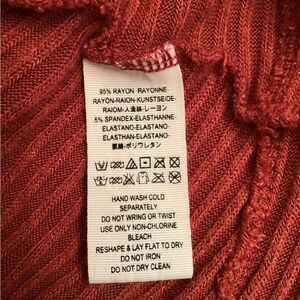 95% RAYON-RAYONNE
RAYÓN-RAION-KUNSTSEIDE-
RAIOM-人造絲-レーヨン
5% SPANDEX-ELASTHANNE-
ELASTANO-ELASTANO-
ELASTHAN-ELASTANO-
氨綸-ポリウレタン
HAND WASH COLD
SEPARATELY
DO NOT WRING OR TWIST
USE ONLY NON-CHLORINE
BLEACH
RESHAPE & LAY FLAT TO DRY
DO NOT IRON
DO NOT DRY CLEAN